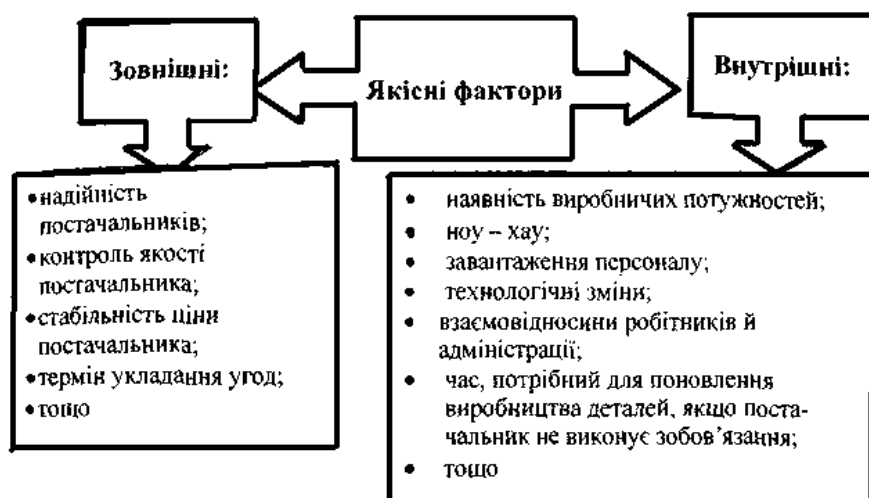 Зовнішні:
Якісні фактори
Внутрішні:
•надійність
постачальників;
•контроль якості
постачальника;
•стабільність ціни
постачальника;
•термін укладання угод;
•тощо
• наявність виробничих потужностей;
• ноу – хау;
• завантаження персоналу;
• технологічні зміни;
• взаємовідносини робітників й
адміністрації;
• час, потрібний для поновлення
виробництва деталей, якщо поста-
чальник не виконує зобов’язання;
• тощо